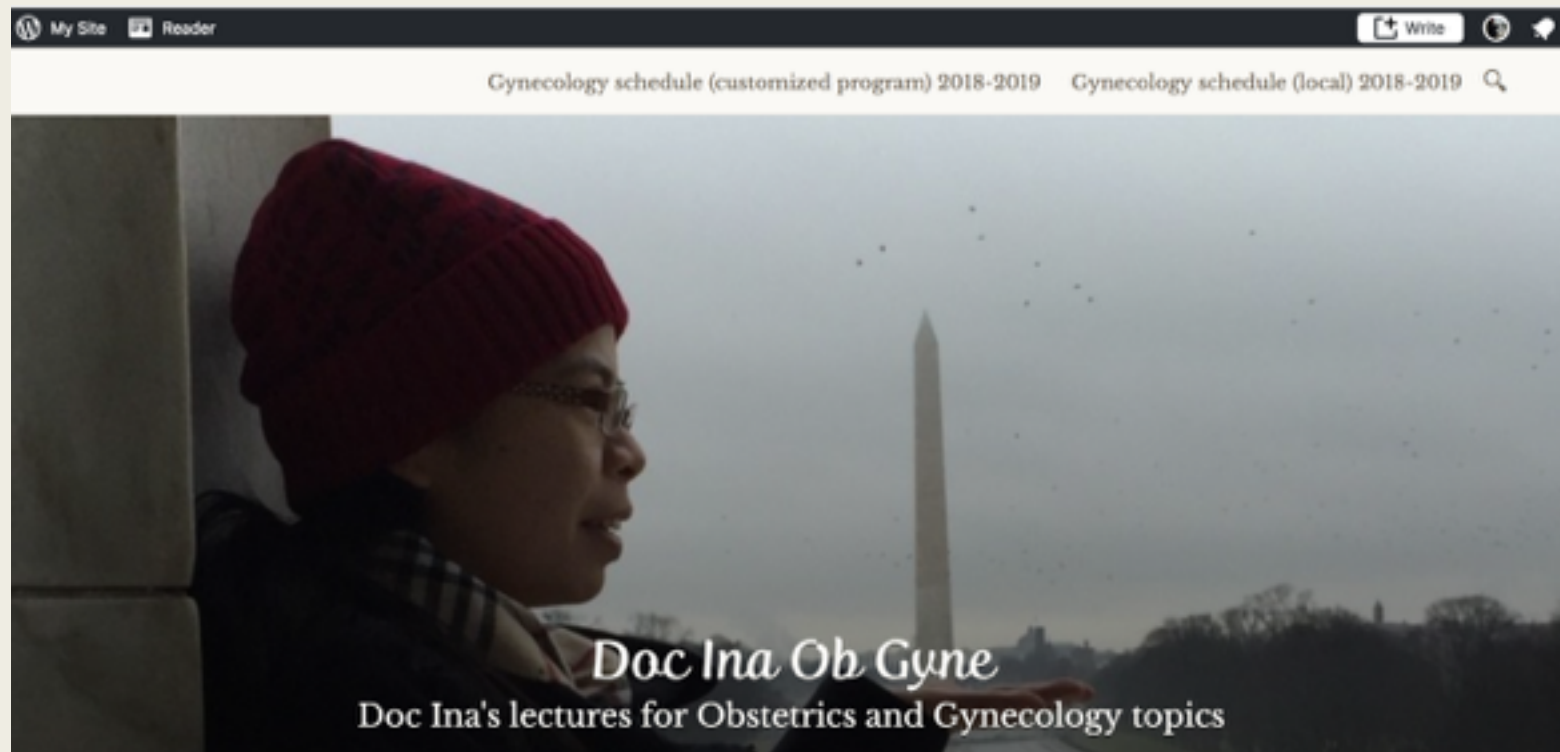 My Site Reader Write
Gynecology schedule (customized program) 2018-2019 Gynecology schedule (local) 2018-2019
Doc Ina Ob Gyne
Doc Ina's lectures for Obstetrics and Gynecology topics